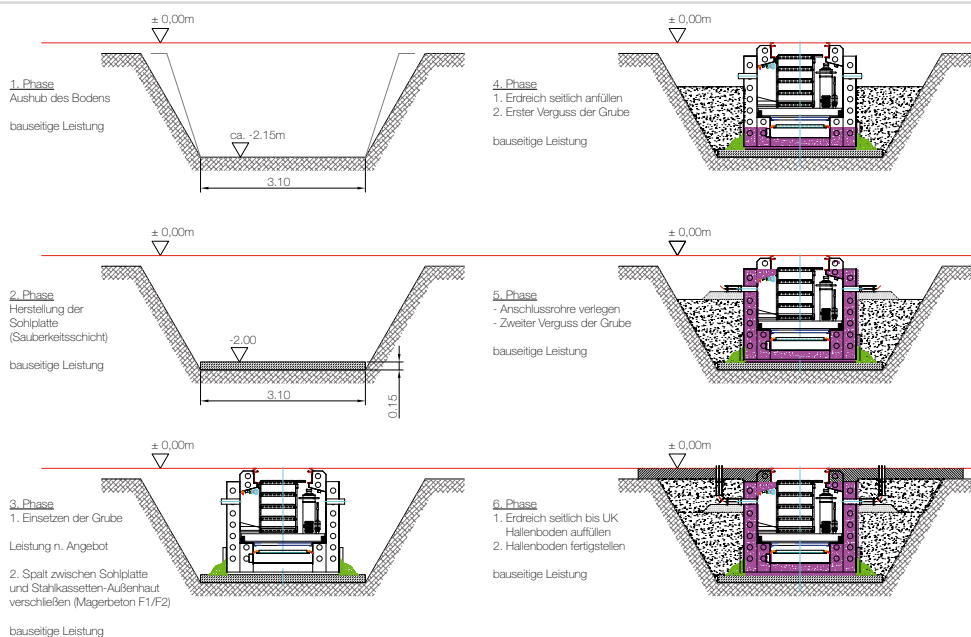 ± 0,00m
1. Phase
Aushub des Bodens
bauseitige Leistung
ca. -2.15m
3.10
± 0,00m
2. Phase
Herstellung der
Sohlplatte
(Sauberkeitsschicht)
bauseitige Leistung
-2.00
3.10
0.15
± 0,00m
3. Phase
1. Einsetzen der Grube
Leistung n. Angebot
2. Spalt zwischen Sohlplatte
und Stahlkassetten-Außenhaut
verschließen (Magerbeton F1/F2)
bauseitige Leistung
± 0,00m
4. Phase
1. Erdreich seitlich anfüllen
2. Erster Verguss der Grube
bauseitige Leistung
± 0,00m
5. Phase
- Anschlussrohre verlegen
- Zweiter Verguss der Grube
bauseitige Leistung
± 0,00m
6. Phase
1. Erdreich seitlich bis UK
Hallenboden auffüllen
2. Hallenboden fertigstellen
bauseitige Leistung